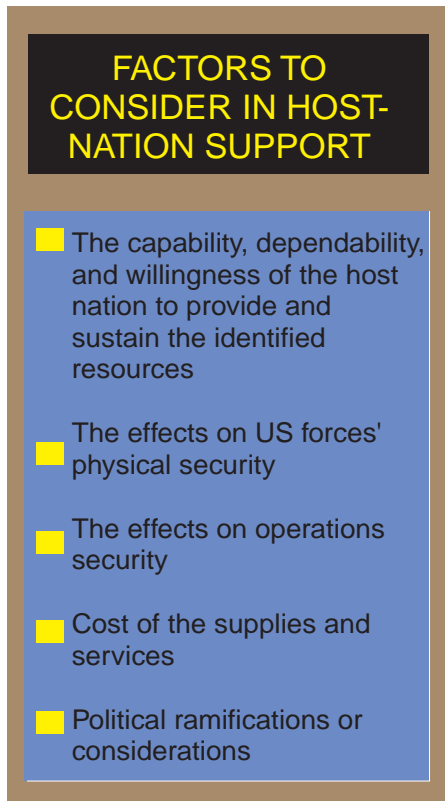 FACTORS TO
CONSIDER IN HOST-
NATION SUPPORT
The capability, dependability,
and willingness of the host
nation to provide and
sustain the identified
resources
The effects on US forces'
physical security
The effects on operations
security
Cost of the supplies and
services
Political ramifications or
considerations